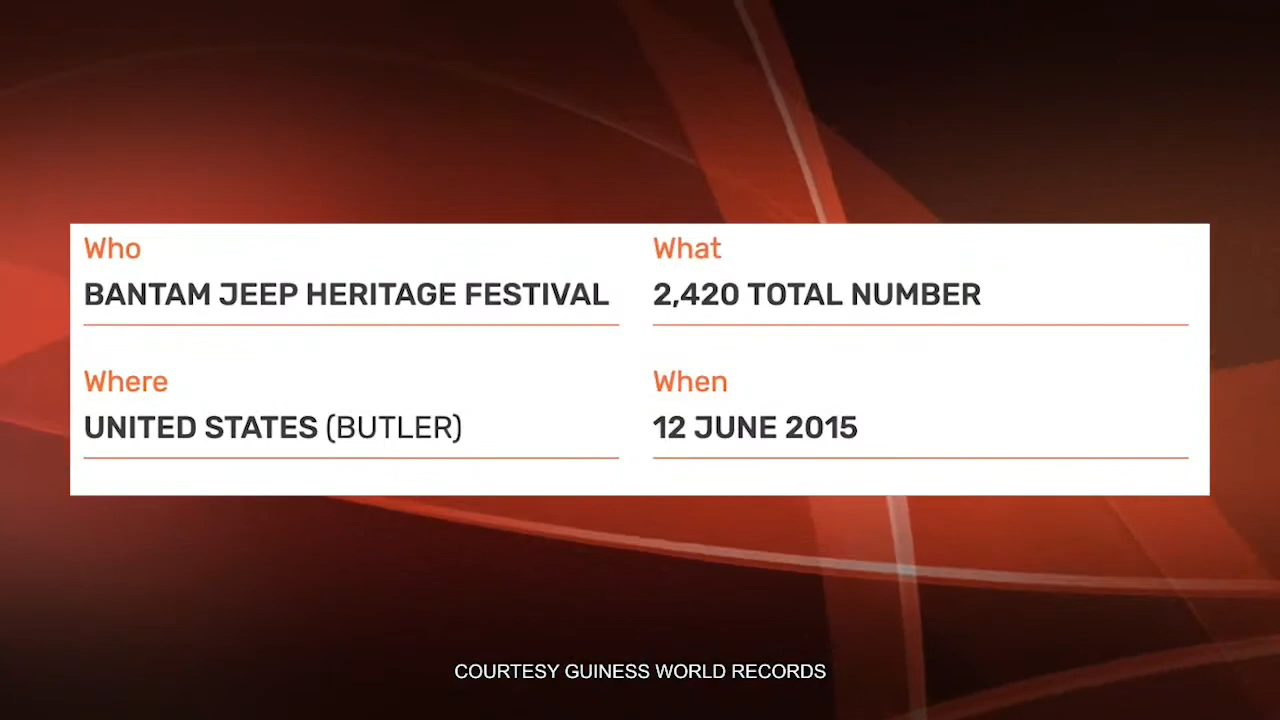 Who
BANTAM JEEP HERITAGE FESTIVAL
What
2,420 TOTAL NUMBER
Where
UNITED STATES (BUTLER)
When
12 JUNE 2015
COURTESY GUINESS WORLD RECORDS